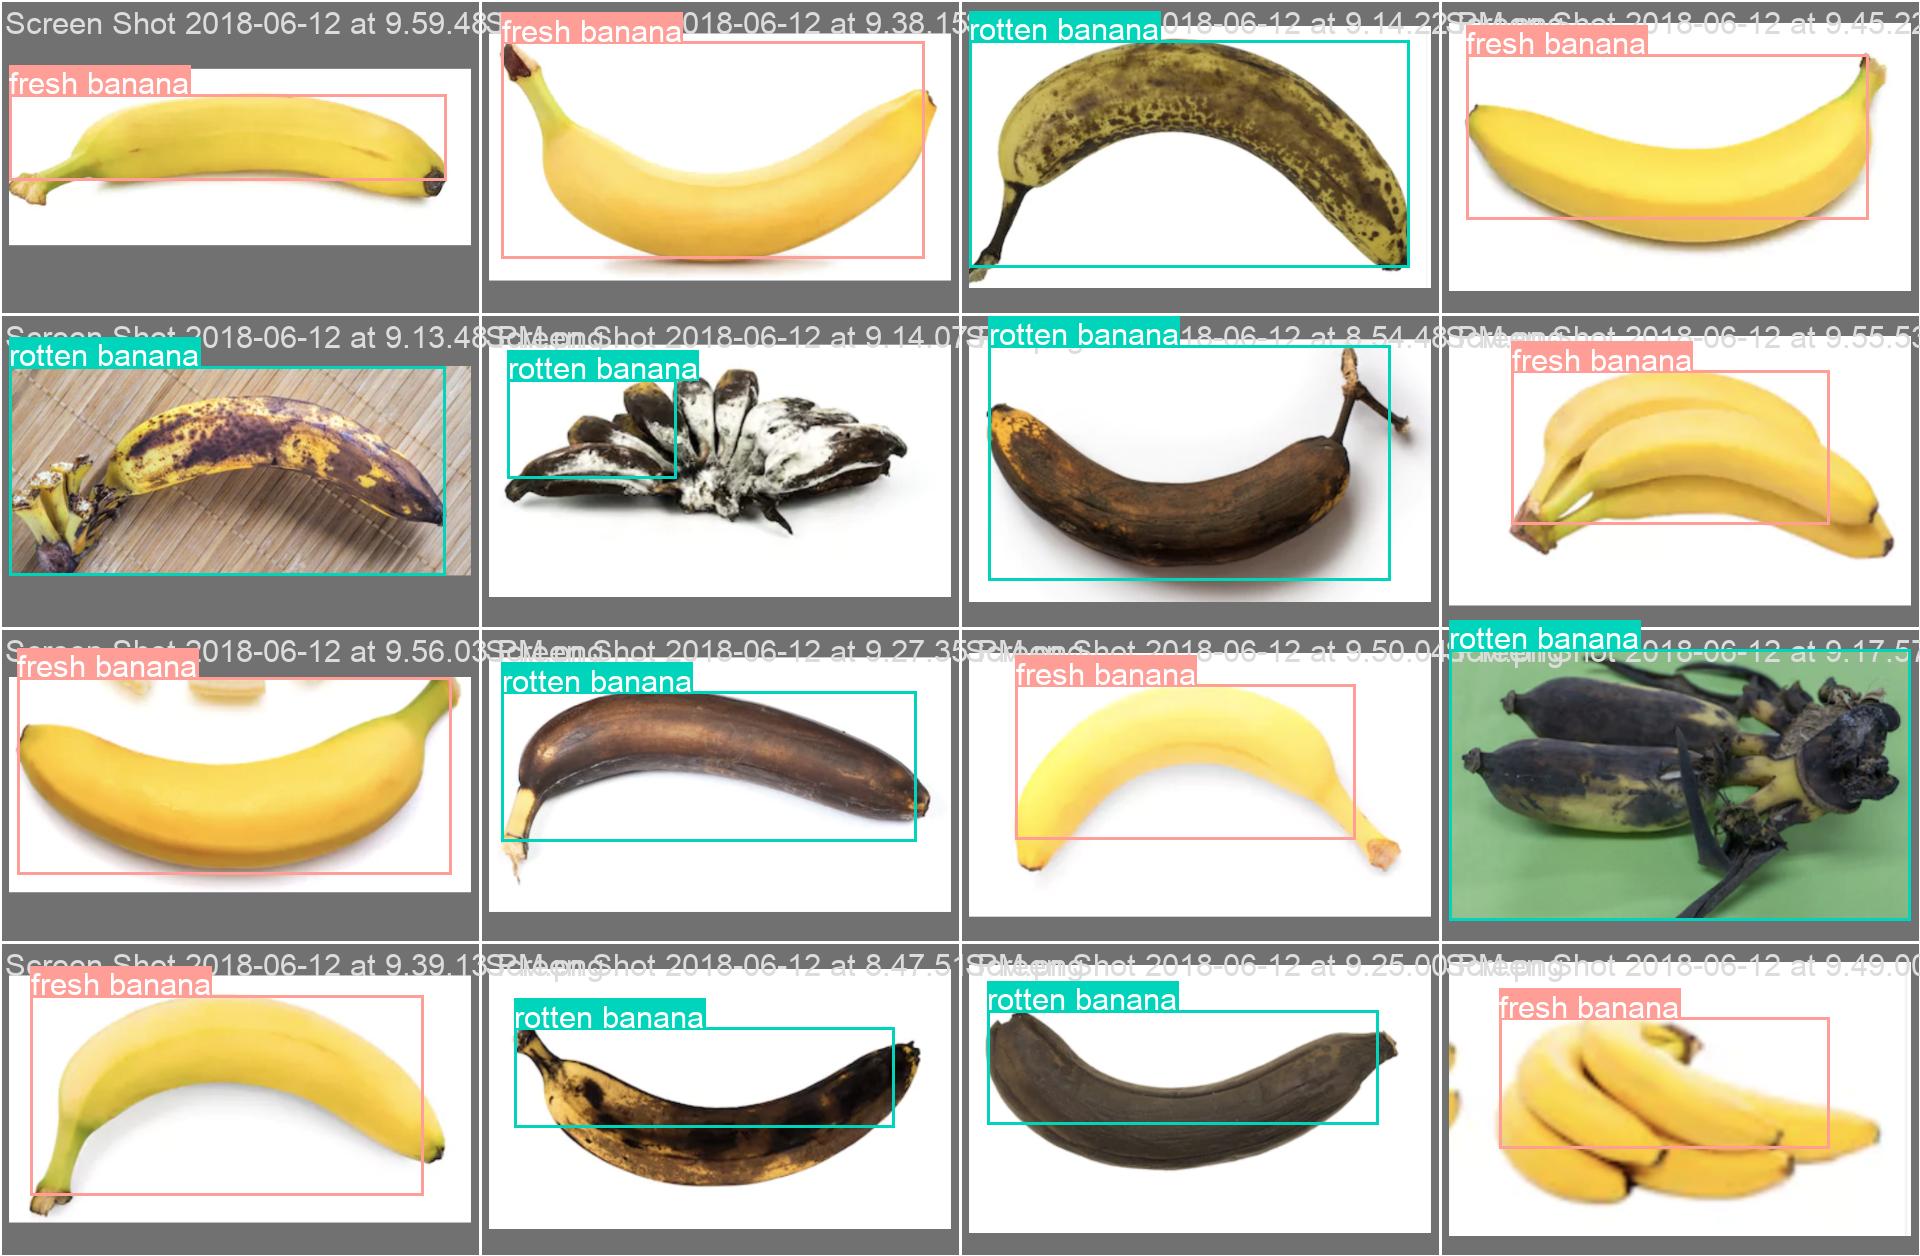 Screen Shot 2018-06-12 at 9.59.48
fresh banana
018-06-12 at 9.38.15
fresh banana
018-06-12 at 9.14.22
rotten banana
Shot 2018-06-12 at 9.45.22
fresh banana
Screen Shot 2018-06-12 at 9.13.48
rotten banana
Shot 2018-06-12 at 9.14.07
rotten banana
18-06-12 at 8.54.48
rotten banana
Shot 2018-06-12 at 9.55.53
fresh banana
2018-06-12 at 9.56.03
fresh banana
Shot 2018-06-12 at 9.27.35
rotten banana
Shot 2018-06-12 at 9.50.04
fresh banana
Shot 2018-06-12 at 9.17.57
rotten banana
Screen Shot 2018-06-12 at 9.39.13
fresh banana
Shot 2018-06-12 at 8.47.51
rotten banana
Shot 2018-06-12 at 9.25.00
rotten banana
Shot 2018-06-12 at 9.49.00
fresh banana